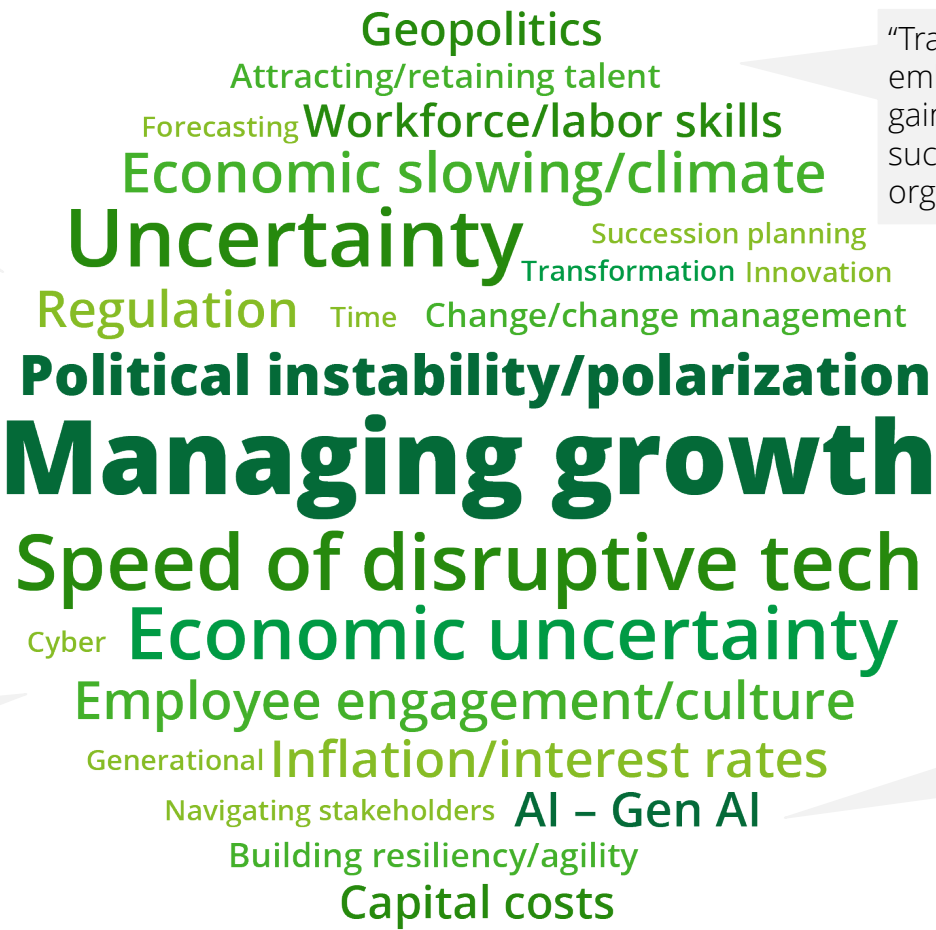 Geopolitics
Attracting/retaining talent
Forecasting Workforce/labor skills
Economic slowing/climate
Uncertainty
Succession planning
Transformation Innovation
Regulation Time Change/change management
Political instability/polarization
Managing growth
Speed of disruptive tech
Cyber Economic uncertainty
Employee engagement/culture
Generational Inflation/interest rates
Navigating stakeholders AI – Gen AI
Building resiliency/agility
Capital costs